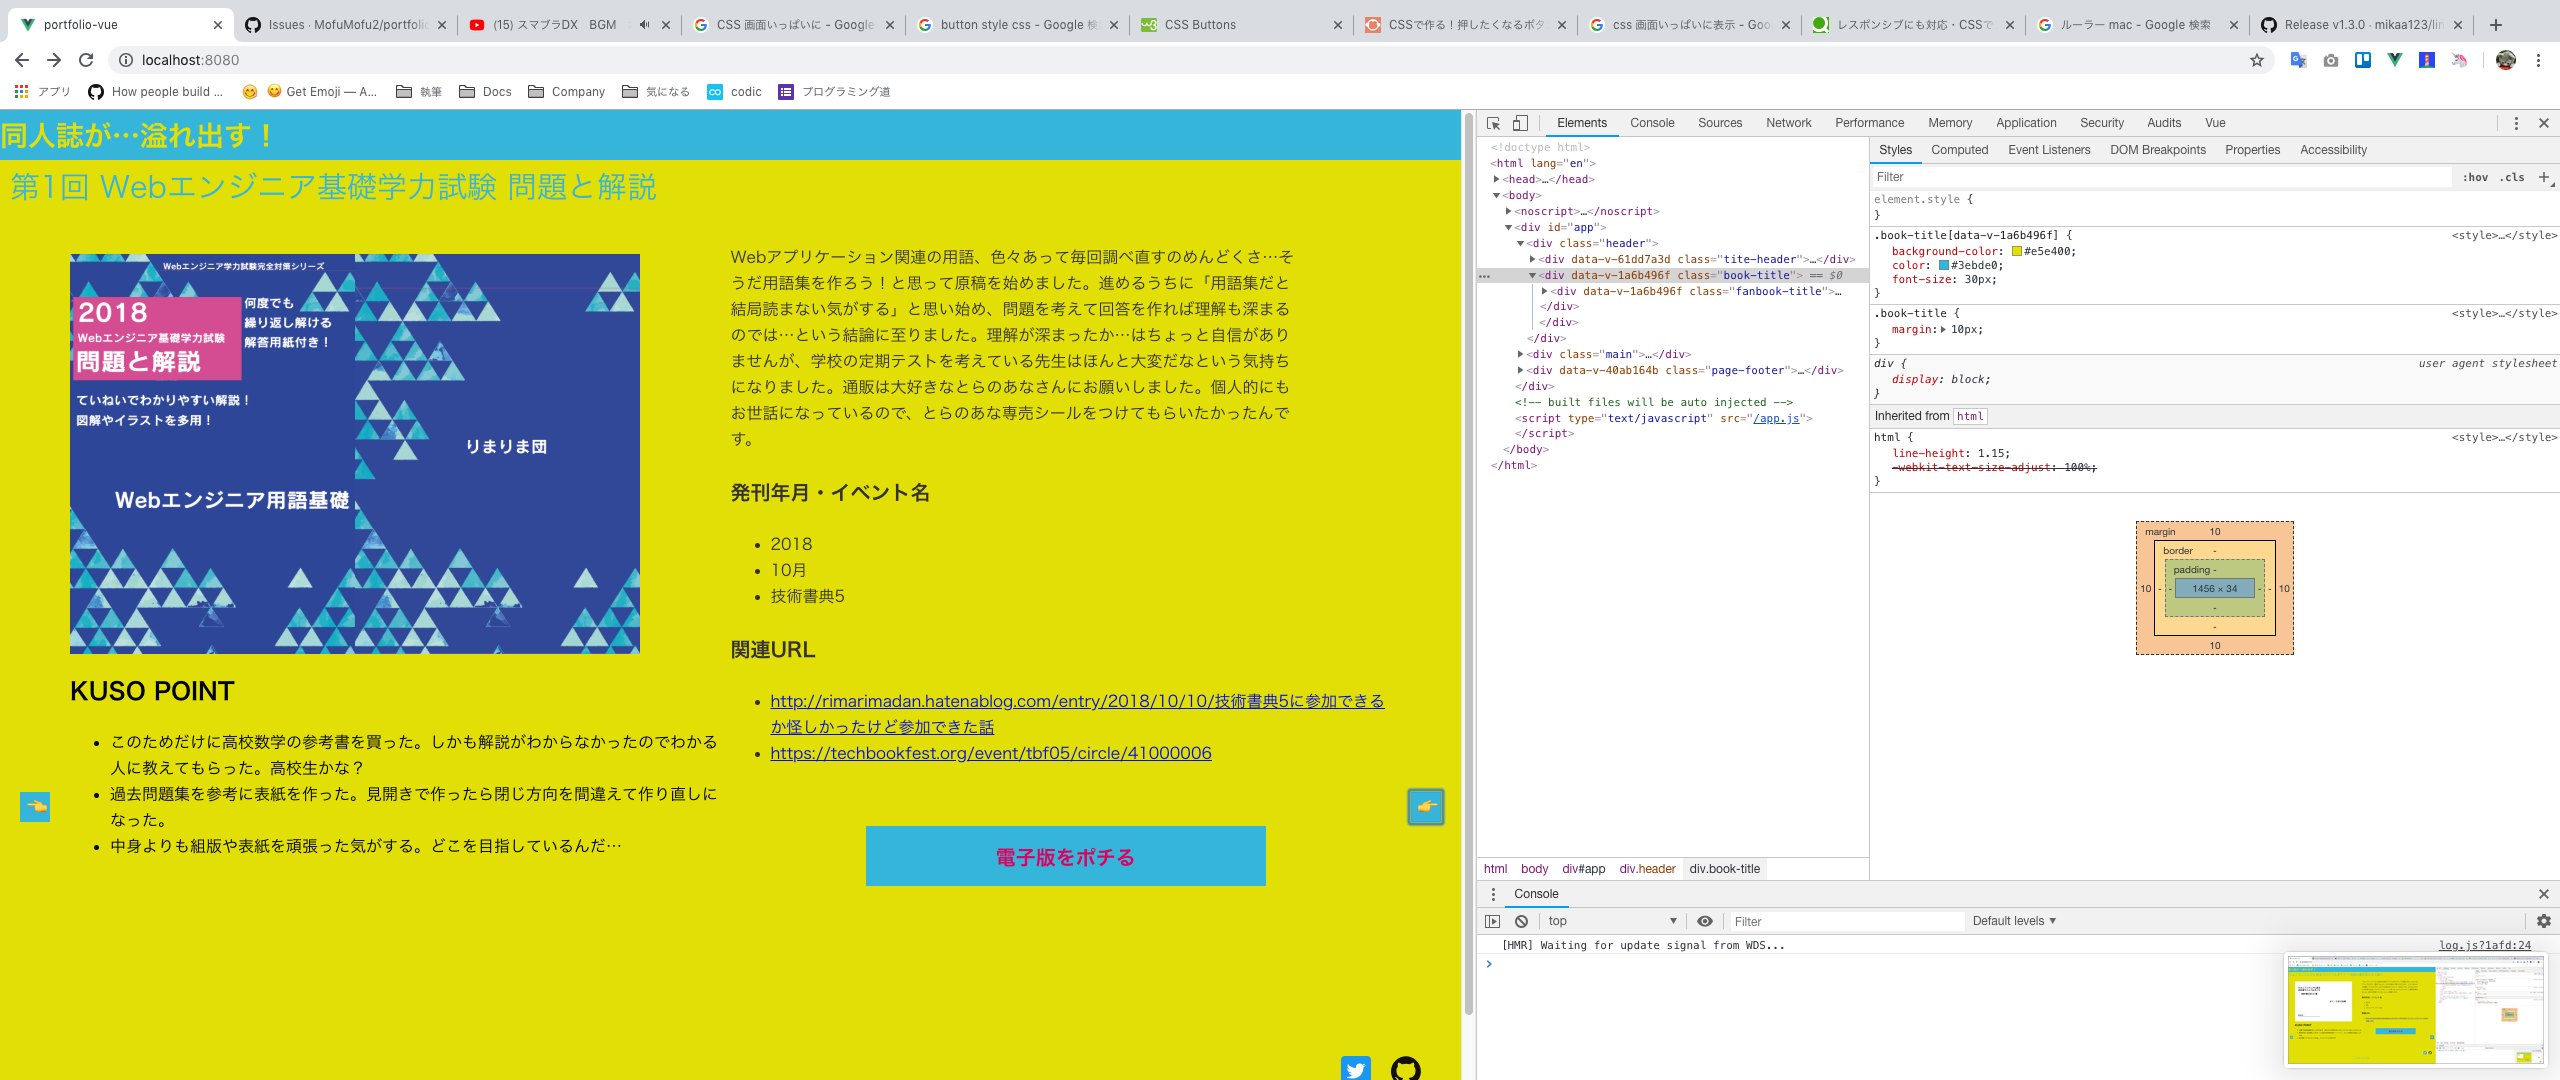 portfolio-vue
Issues · MofuMofu2/portfolio
(15) スマブラDX BGM
CSS 画面いっぱいに - Google
button style css - Google 検
CSS Buttons
CSSで作る！押したくなるボタ
css 画面いっぱいに表示 - Goo
レスポンシブにも対応・CSSで
ルーラー mac - Google 検索
Release v1.3.0 · mikaa123/lin
localhost:8080
アプリ
How people build ...
Get Emoji — A...
執筆
Docs
Company
気になる
codic
プログラミング道
同人誌が…溢れ出す！
第1回 Webエンジニア基礎学力試験 問題と解説
Webエンジニア学力試験完全対策シリーズ
2018
Webエンジニア基礎学力試験
問題と解説
何度でも
繰り返し解ける
解答用紙付き！
ていねいでわかりやすい解説！
図解やイラストを多用！
りまりま団
Webエンジニア用語基礎
KUSO POINT
• このためだけに高校数学の参考書を買った。しかも解説がわからなかったのでわかる
人に教えてもらった。高校生かな？
• 過去問題集を参考に表紙を作った。見開きで作ったら閉じ方向を間違えて作り直しに
なった。
• 中身よりも組版や表紙を頑張った気がする。どこを目指しているんだ…
Webアプリケーション関連の用語、色々あって毎回調べ直すのめんどくさ…そ
うだ用語集を作ろう！と思って原稿を始めました。進めるうちに「用語集だと
結局読まない気がする」と思い始め、問題を考えて回答を作れば理解も深まる
のでは…という結論に至りました。理解が深まったか…はちょっと自信があり
ませんが、学校の定期テストを考えている先生はほんと大変だなという気持ち
になりました。通販は大好きなとらのあなさんにお願いしました。個人的にも
お世話になっているので、とらのあな専売シールをつけてもらいたかったんで
す。
発刊年月・イベント名
• 2018
• 10月
• 技術書典5
関連URL
• http://rimarimadan.hatenablog.com/entry/2018/10/10/技術書典5に参加できる
か怪しかったけど参加できた話
• https://techbookfest.org/event/tbf05/circle/41000006
電子版をポチる
Elements Console Sources Network Performance Memory Application Security Audits Vue
<!doctype html>
<html lang="en">
<head>…</head>
<body>
<noscript>…</noscript>
<div id="app">
<div class="header">
<div data-v-61dd7a3d class="tite-header">…</div>
<div data-v-1a6b496f class="book-title"> == $0
<div data-v-1a6b496f class="fanbook-title">…
</div>
</div>
</div>
<div class="main">…</div>
<div data-v-40ab164b class="page-footer">…</div>
</div>
<!-- built files will be auto injected -->
<script type="text/javascript" src="/app.js">
</script>
</body>
</html>
html body div#app div.header div.book-title
Styles Computed Event Listeners DOM Breakpoints Properties Accessibility
Filter :hov .cls +
element.style {
}
.book-title[data-v-1a6b496f] { <style>…</style>
background-color: #e5e400;
color: #3ebde0;
font-size: 30px;
}
.book-title { <style>…</style>
margin: 10px;
}
div { user agent stylesheet
display: block;
}
Inherited from html
html { <style>…</style>
line-height: 1.15;
-webkit-text-size-adjust: 100%;
}
margin 10
border -
padding -
10 - - 1456 × 34 - - 10
-
-
10
Console
top Filter Default levels
[HMR] Waiting for update signal from WDS... log.js?1afd:24